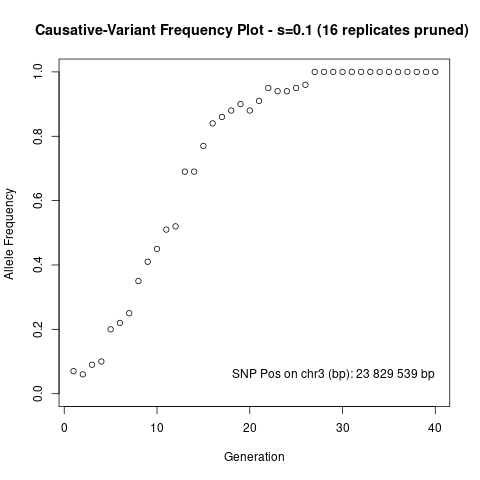 Causative-Variant Frequency Plot - s=0.1 (16 replicates pruned)
1.0
0.8
0.6
0.4
0.2
0.0
Allele Frequency
SNP Pos on chr3 (bp): 23 829 539 bp
0 10 20 30 40
Generation